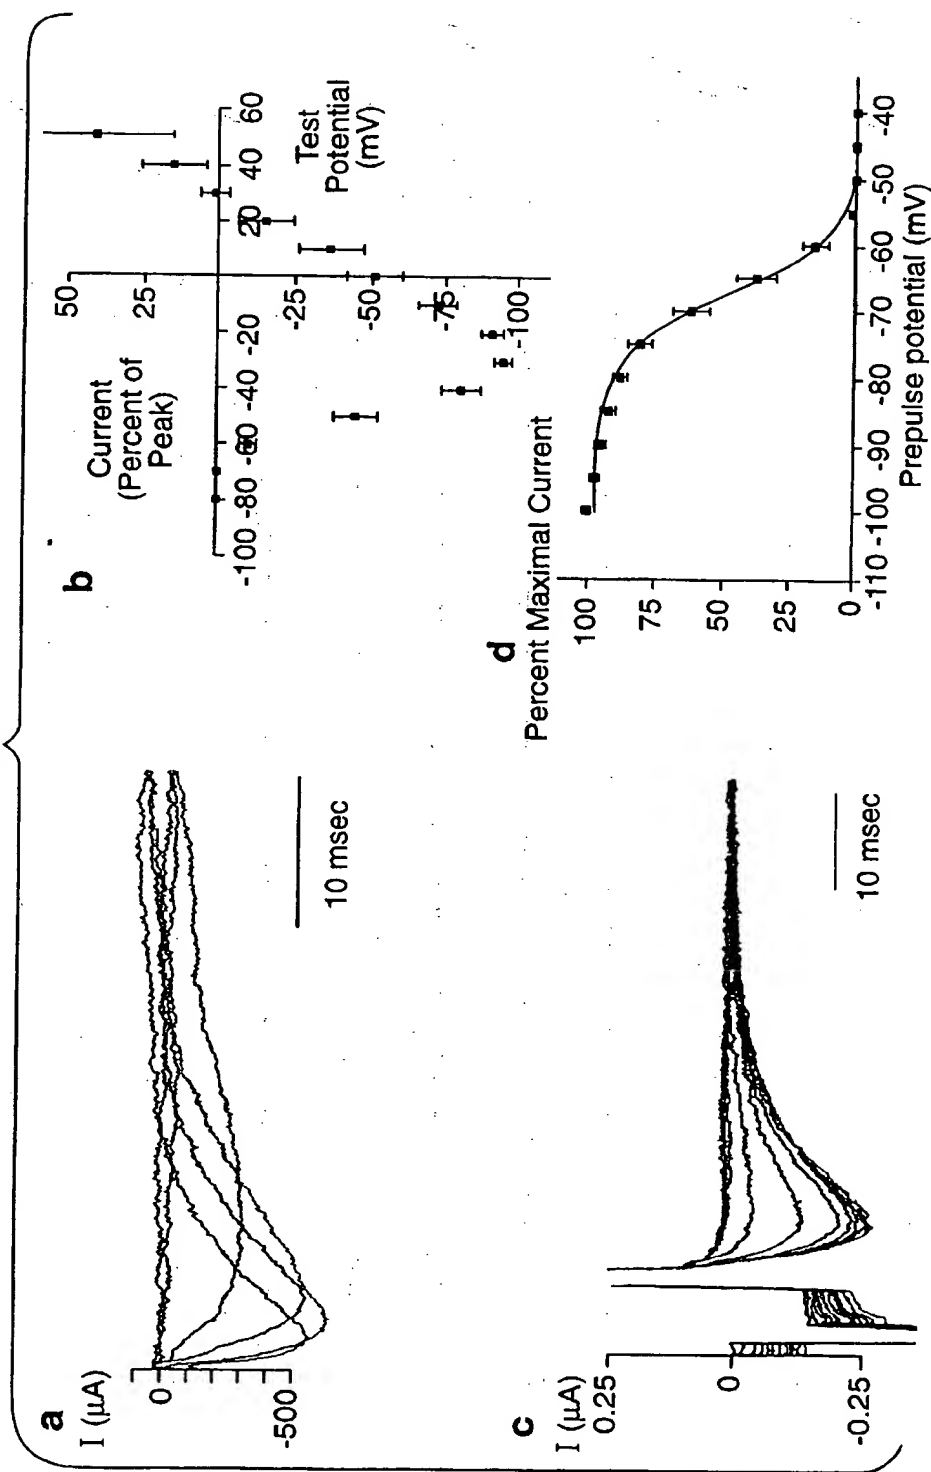 a
I (μA)
0
-500
10 msec
b
Current
(Percent of
Peak)
50
25
-25
-50
-75
-100
-100
-80
-60
-40
-20
20
40
60
Test
Potential
(mV)
c
I (μA)
0.25
0
-0.25
10 msec
d
Percent Maximal Current
100
75
50
25
0
-110
-100
-90
-80
-70
-60
-50
-40
Prepulse potential (mV)